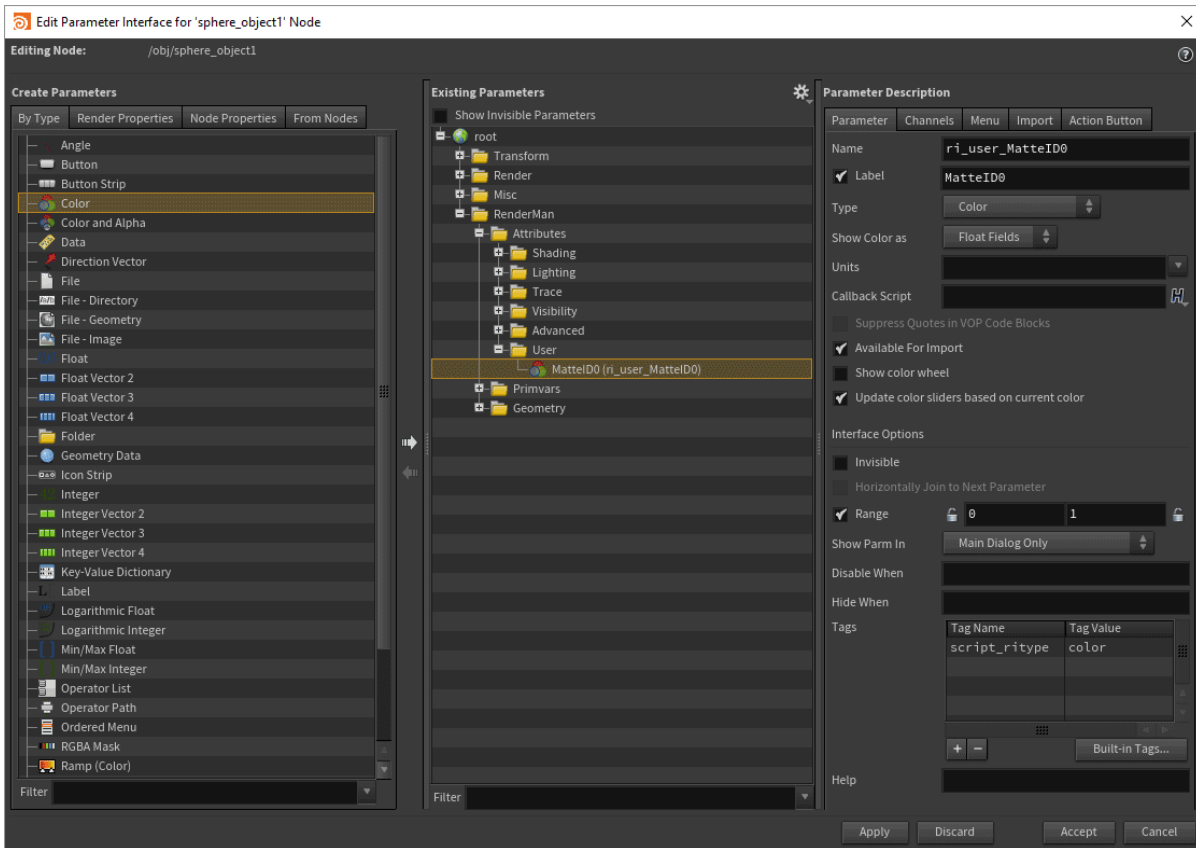 Edit Parameter Interface for 'sphere_object1' Node
Editing Node: /obj/sphere_object1
Create Parameters
By Type Render Properties Node Properties From Nodes
Angle
Button
Button Strip
Color
Color and Alpha
Data
Direction Vector
File
File - Directory
File - Geometry
File - Image
Float
Float Vector 2
Float Vector 3
Float Vector 4
Folder
Geometry Data
Icon Strip
Integer
Integer Vector 2
Integer Vector 3
Integer Vector 4
Key-Value Dictionary
Label
Logarithmic Float
Logarithmic Integer
Min/Max Float
Min/Max Integer
Operator List
Operator Path
Ordered Menu
RGBA Mask
Ramp (Color)
Filter
Existing Parameters
Show Invisible Parameters
root
Transform
Render
Misc
RenderMan
Attributes
Shading
Lighting
Trace
Visibility
Advanced
User
MatteID0 (ri_user_MatteID0)
Primvars
Geometry
Filter
Parameter Description
Parameter Channels Menu Import Action Button
Name ri_user_MatteID0
Label MatteID0
Type Color
Show Color as Float Fields
Units
Callback Script
Suppress Quotes in VOP Code Blocks
Available For Import
Show color wheel
Update color sliders based on current color
Interface Options
Invisible
Horizontally Join to Next Parameter
Range 0 1
Show Parm In Main Dialog Only
Disable When
Hide When
Tags
Tag Name Tag Value
script_ritype color
+ - Built-in Tags...
Help
Apply Discard Accept Cancel